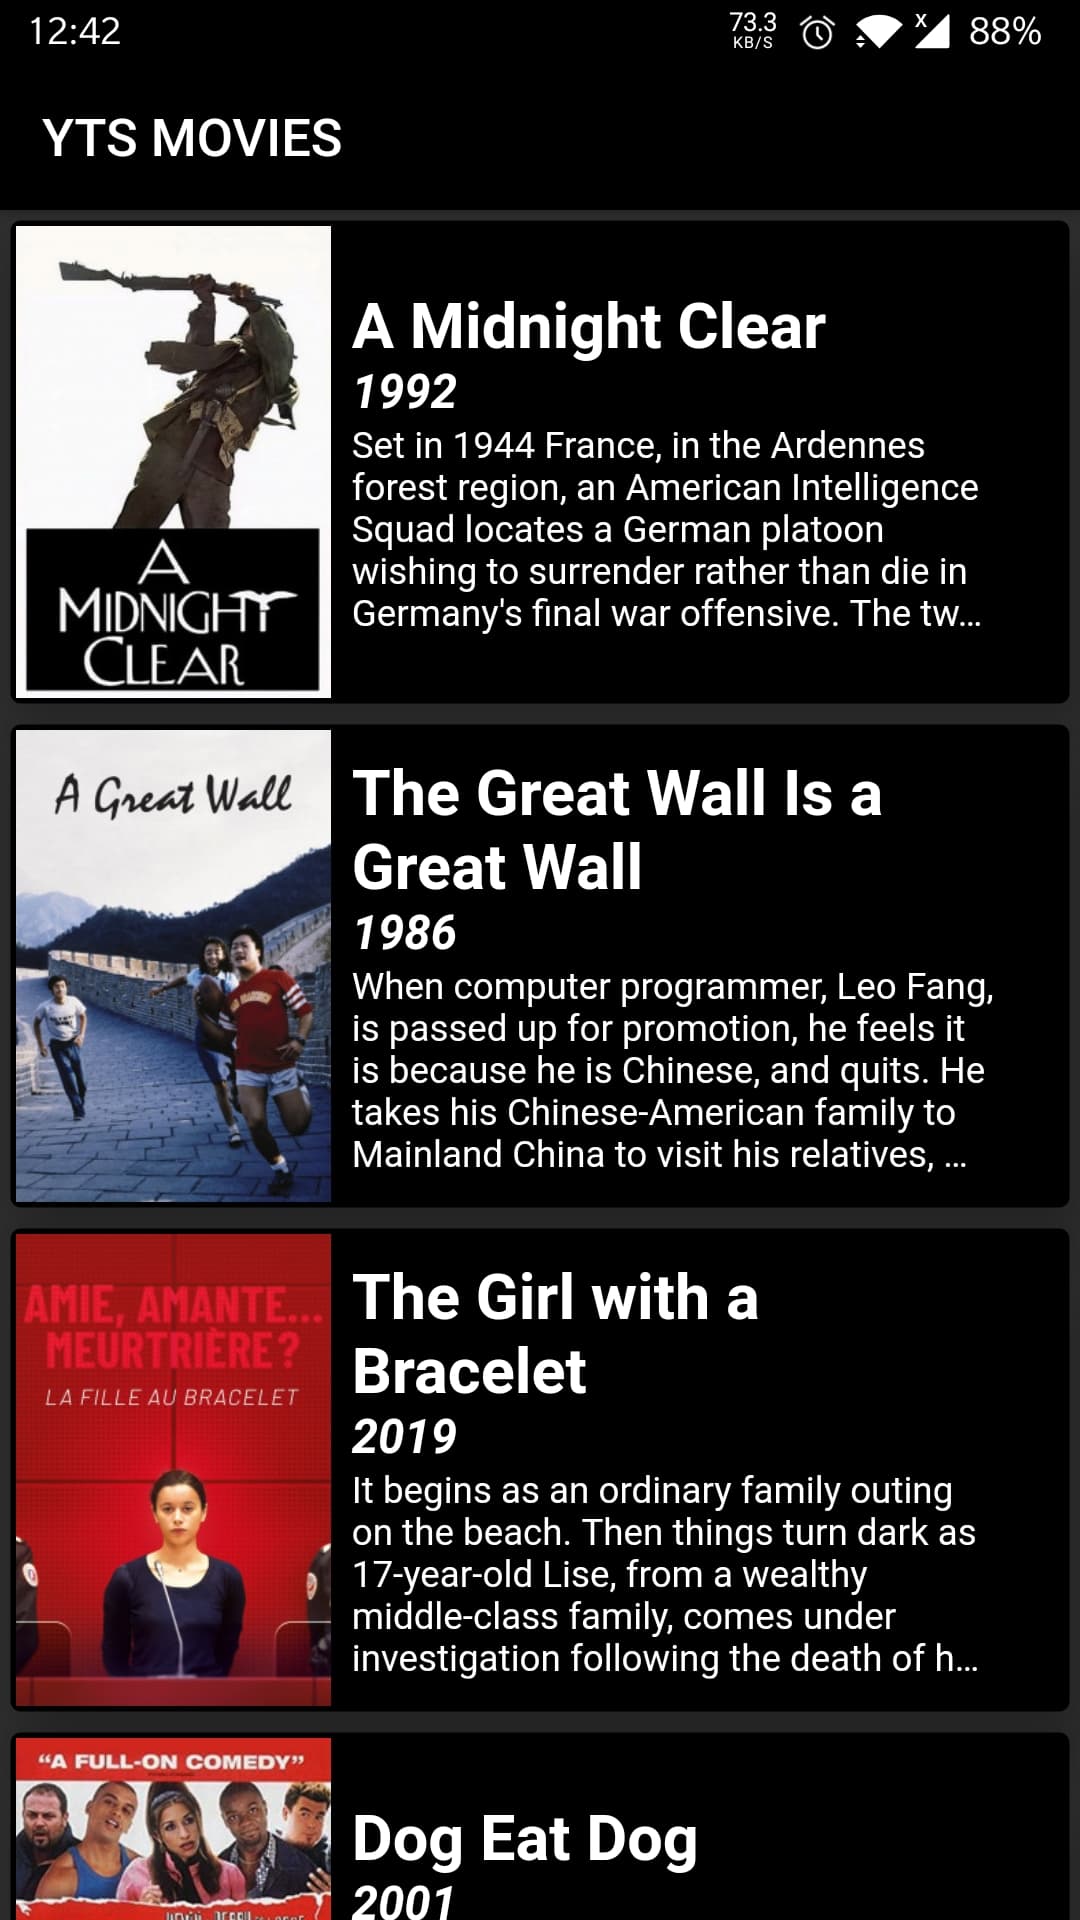 12:42
73.3
KB/S
X
88%
YTS MOVIES
A
MIDNIGHT
CLEAR
A Midnight Clear
1992
Set in 1944 France, in the Ardennes
forest region, an American Intelligence
Squad locates a German platoon
wishing to surrender rather than die in
Germany's final war offensive. The tw...
A Great Wall
The Great Wall Is a
Great Wall
1986
When computer programmer, Leo Fang,
is passed up for promotion, he feels it
is because he is Chinese, and quits. He
takes his Chinese-American family to
Mainland China to visit his relatives, ...
AMIE, AMANTE...
MEURTRIÈRE?
LA FILLE AU BRACELET
The Girl with a
Bracelet
2019
It begins as an ordinary family outing
on the beach. Then things turn dark as
17-year-old Lise, from a wealthy
middle-class family, comes under
investigation following the death of h...
“A FULL-ON COMEDY”
Dog Eat Dog
2001